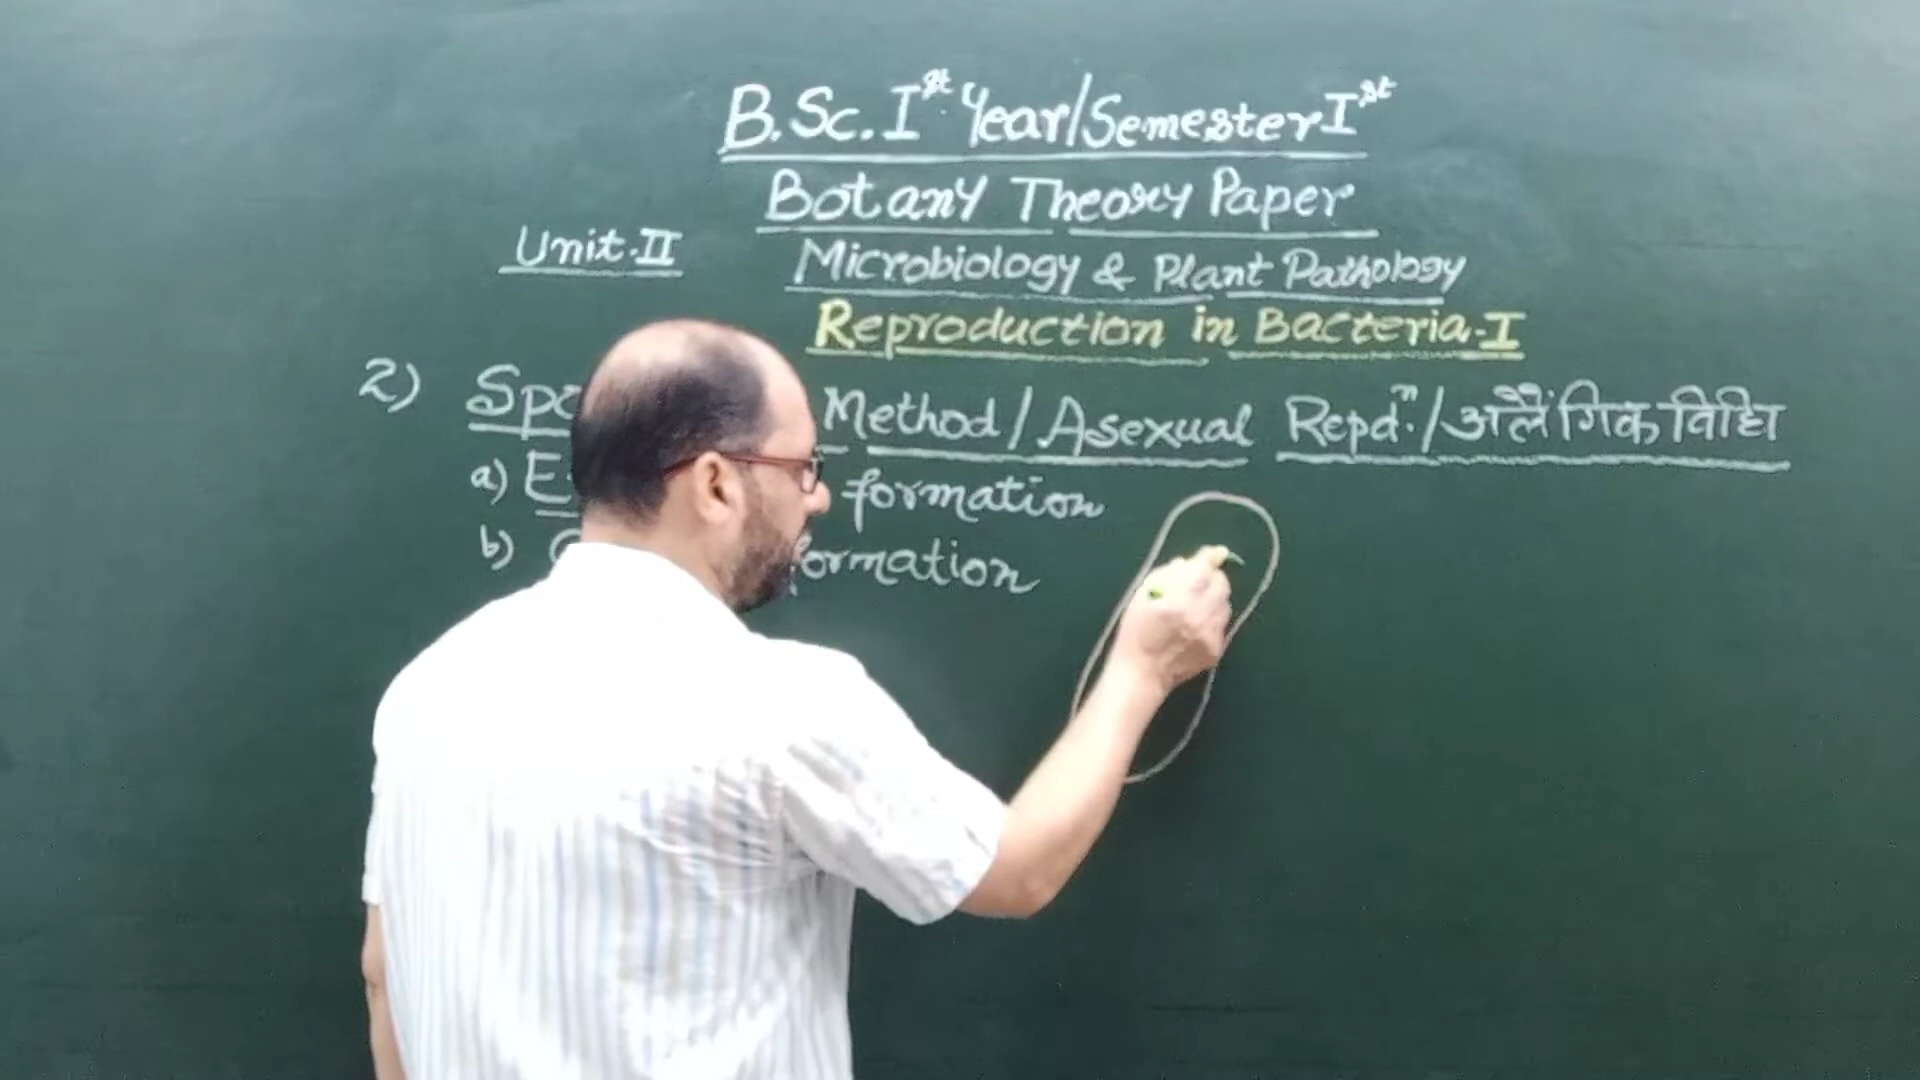 B.Sc. Ist Year/Semester Ist
Botany Theory Paper
Unit-II
Microbiology & Plant Pathology
Reproduction in Bacteria-I
2) Method/Asexual Repdⁿ./अलैंगिक विधि
a) formation
b) formation